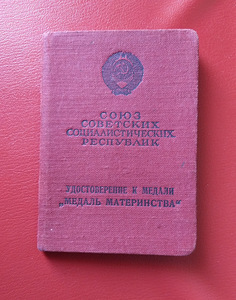 СОЮЗ
СОВЕТСКИХ
СОЦИАЛИСТИЧЕСКИХ
РЕСПУБЛИК
УДОСТОВЕРЕНИЕ К МЕДАЛИ
„МЕДАЛЬ МАТЕРИНСТВА“